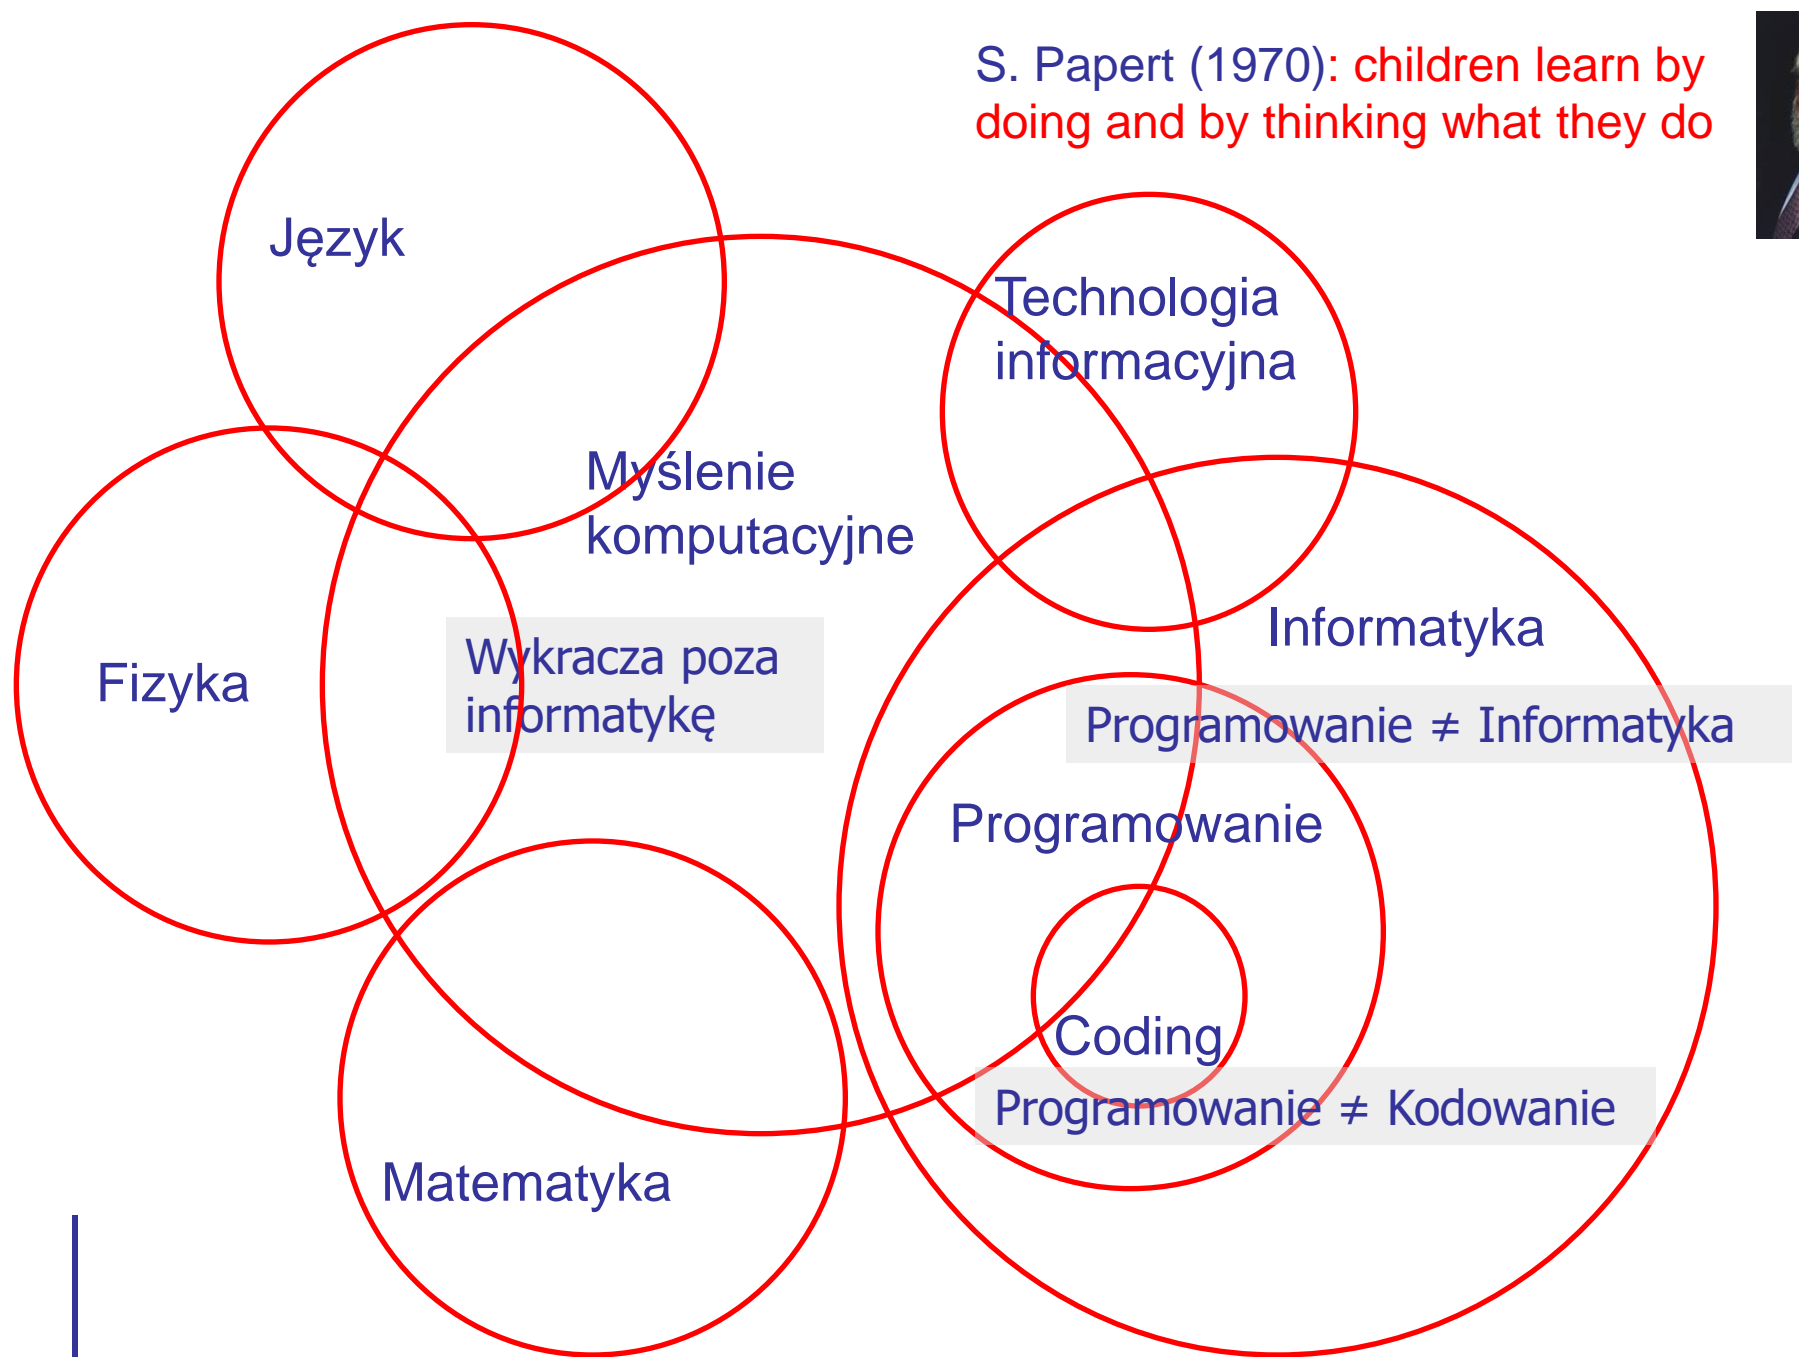 S. Papert (1970): children learn by
doing and by thinking what they do
Język
Technologia
informacyjna
Myślenie
komputacyjne
Informatyka
Wykracza poza
informatykę
Fizyka
Programowanie ≠ Informatyka
Programowanie
Coding
Programowanie ≠ Kodowanie
Matematyka